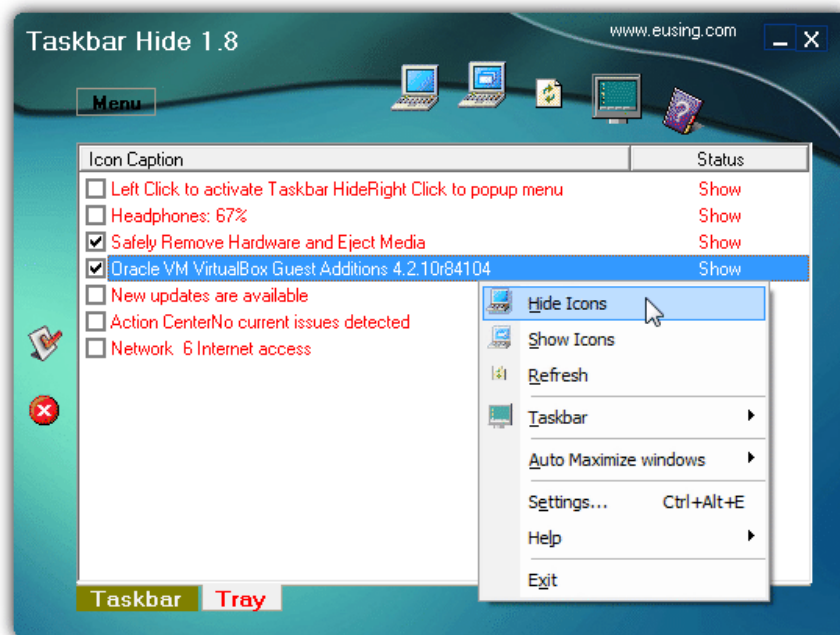 Taskbar Hide 1.8
www.eusing.com
Menu
Icon Caption Status
Left Click to activate Taskbar HideRight Click to popup menu Show
Headphones: 67% Show
Safely Remove Hardware and Eject Media Show
Oracle VM VirtualBox Guest Additions 4.2.10r84104 Show
New updates are available
Action CenterNo current issues detected
Network 6 Internet access
Hide Icons
Show Icons
Refresh
Taskbar
Auto Maximize windows
Settings... Ctrl+Alt+E
Help
Exit
Taskbar Tray